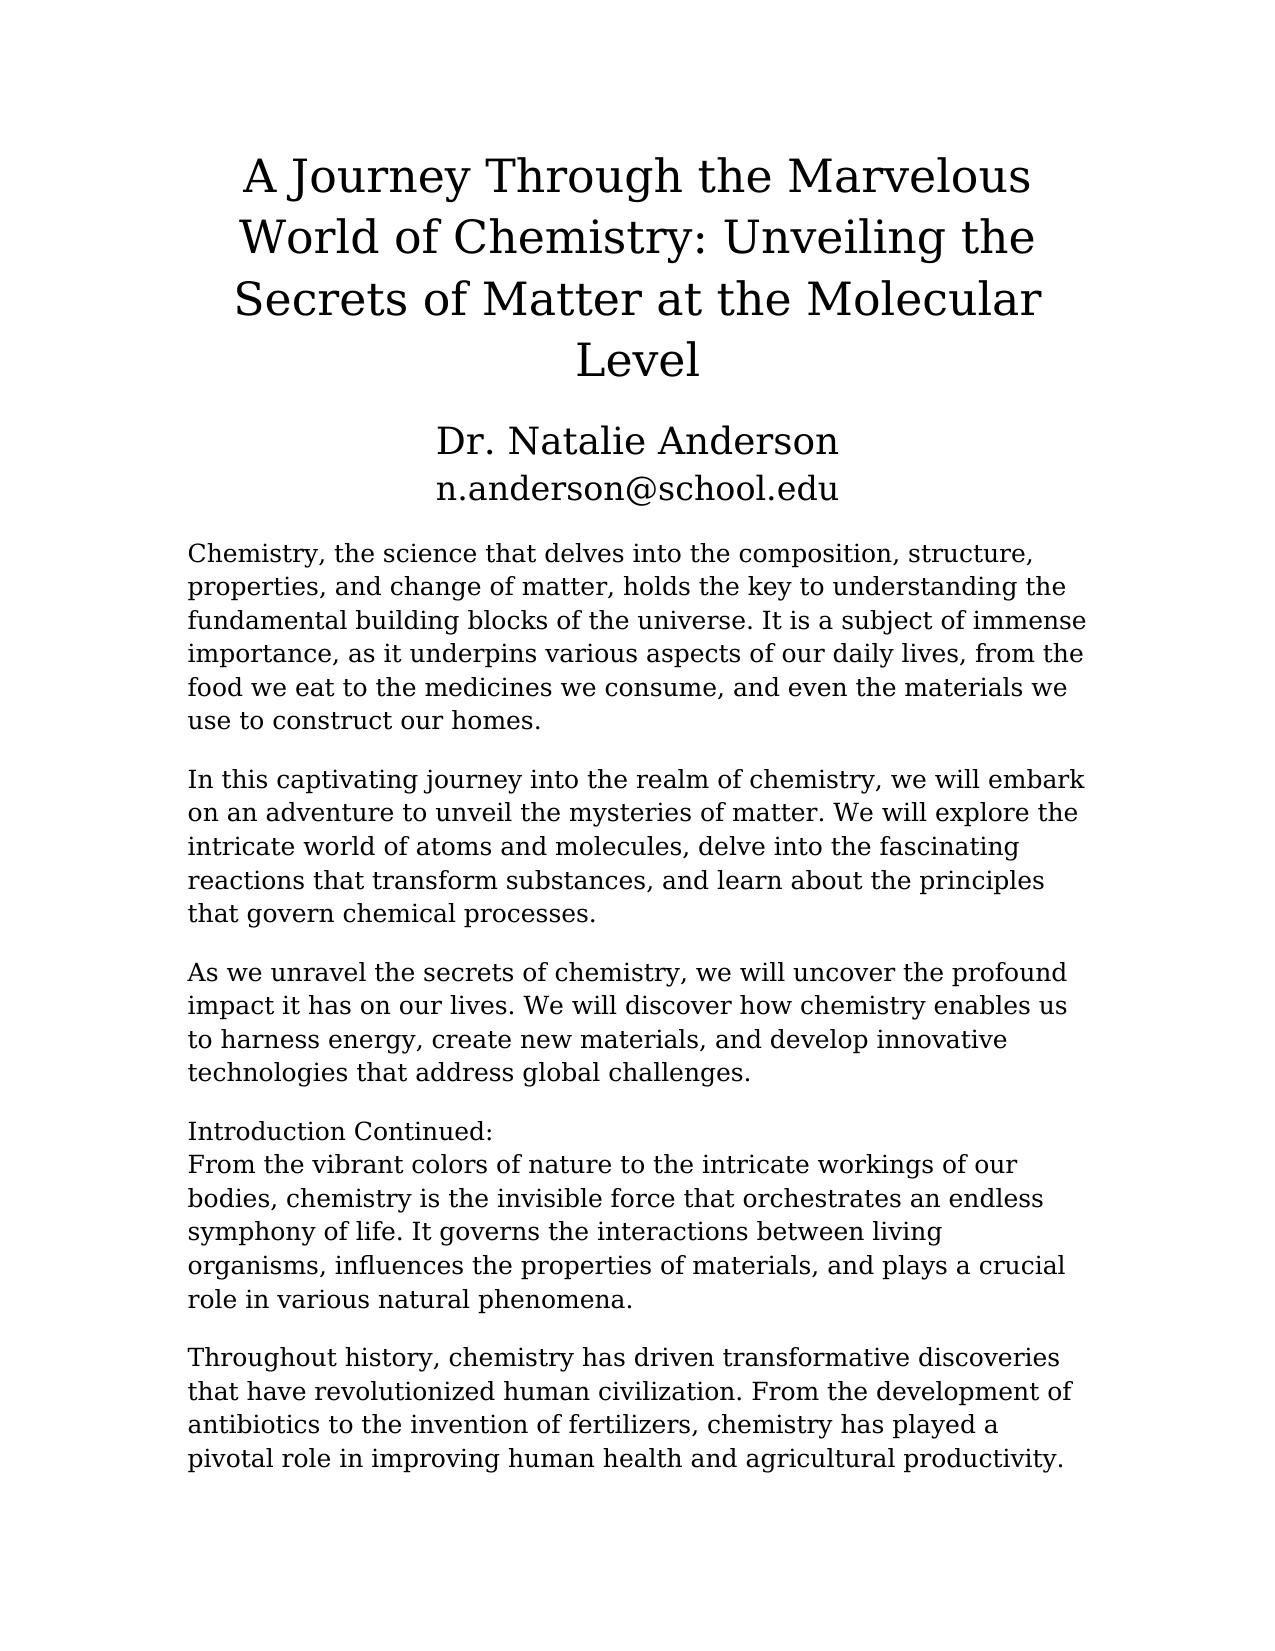 A Journey Through the Marvelous
World of Chemistry: Unveiling the
Secrets of Matter at the Molecular
Level
Dr. Natalie Anderson
n.anderson@school.edu
Chemistry, the science that delves into the composition, structure,
properties, and change of matter, holds the key to understanding the
fundamental building blocks of the universe. It is a subject of immense
importance, as it underpins various aspects of our daily lives, from the
food we eat to the medicines we consume, and even the materials we
use to construct our homes.
In this captivating journey into the realm of chemistry, we will embark
on an adventure to unveil the mysteries of matter. We will explore the
intricate world of atoms and molecules, delve into the fascinating
reactions that transform substances, and learn about the principles
that govern chemical processes.
As we unravel the secrets of chemistry, we will uncover the profound
impact it has on our lives. We will discover how chemistry enables us
to harness energy, create new materials, and develop innovative
technologies that address global challenges.
Introduction Continued:
From the vibrant colors of nature to the intricate workings of our
bodies, chemistry is the invisible force that orchestrates an endless
symphony of life. It governs the interactions between living
organisms, influences the properties of materials, and plays a crucial
role in various natural phenomena.
Throughout history, chemistry has driven transformative discoveries
that have revolutionized human civilization. From the development of
antibiotics to the invention of fertilizers, chemistry has played a
pivotal role in improving human health and agricultural productivity.